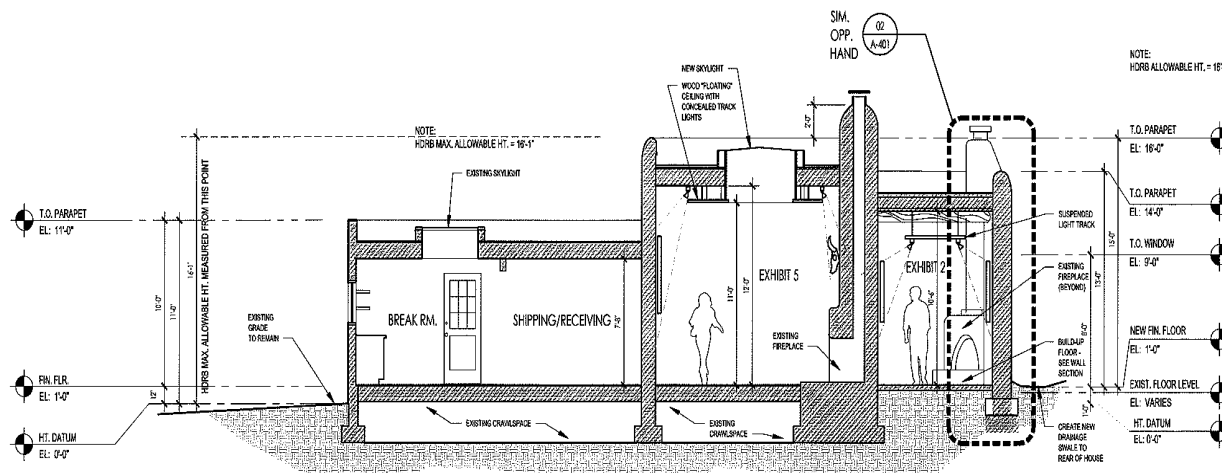 SIM.
OPP.
HAND
02
A-401
NOTE:
HDRB ALLOWABLE HT. = 16'
NEW SKYLIGHT
WOOD "FLOATING"
CEILING WITH
CONCEALED TRACK
LIGHTS
2'-0"
NOTE:
HDRB MAX. ALLOWABLE HT. = 16'-1"
EXISTING SKYLIGHT
T.O. PARAPET
EL: 11'-0"
T.O. PARAPET
EL: 16'-0"
T.O. PARAPET
EL: 14'-0"
SUSPENDED
LIGHT TRACK
T.O. WINDOW
EL: 9'-0"
HDRB MAX. ALLOWABLE HT. MEASURED FROM THIS POINT
16'-1"
10'-0"
11'-0"
12"
EXISTING
GRADE
TO REMAIN
BREAK RM.
SHIPPING/RECEIVING
7'-8"
11'-0"
12'-0"
EXHIBIT 5
EXISTING
FIREPLACE
EXHIBIT 2
10'-6"
EXISTING
FIREPLACE
(BEYOND)
8'-0"
13'-0"
15'-0"
BUILD-UP
FLOOR -
SEE WALL
SECTION
NEW FIN. FLOOR
EL: 1'-0"
FIN. FLR.
EL: 1'-0"
EXIST. FLOOR LEVEL
EL: VARIES
1'-0"
HT. DATUM
EL: 0'-0"
HT. DATUM
EL: 0'-0"
EXISTING CRAWLSPACE
EXISTING
CRAWLSPACE
CREATE NEW
DRAINAGE
SWALE TO
REAR OF HOUSE